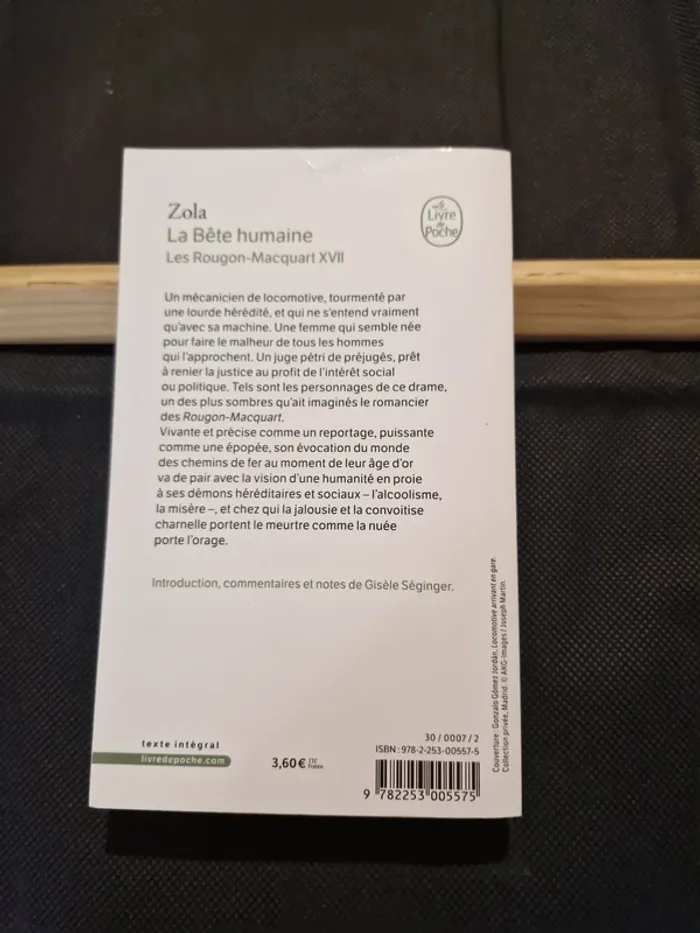 Zola
La Bête humaine
Les Rougon-Macquart XVII
Le
Livre
de
Poche
Un mécanicien de locomotive, tourmenté par
une lourde hérédité, et qui ne s'entend vraiment
qu'avec sa machine. Une femme qui semble née
pour faire le malheur de tous les hommes
qui l'approchent. Un juge pétri de préjugés, prêt
à renier la justice au profit de l'intérêt social
ou politique. Tels sont les personnages de ce drame,
un des plus sombres qu'ait imaginés le romancier
des Rougon-Macquart.
Vivante et précise comme un reportage, puissante
comme une épopée, son évocation du monde
des chemins de fer au moment de leur âge d'or
va de pair avec la vision d'une humanité en proie
à ses démons héréditaires et sociaux – l'alcoolisme,
la misère –, et chez qui la jalousie et la convoitise
charnelle portent le meurtre comme la nuée
porte l'orage.
Introduction, commentaires et notes de Gisèle Séginger.
texte intégral
livredepoche.com
3,60 € TTC
France
30 / 0007 / 2
ISBN : 978-2-253-00557-5
9 782253 005575
Couverture : Gonzalo Gómez Jordán, Locomotive arrivant en gare.
Collection privée, Madrid. © AKG-Images / Joseph Martin.